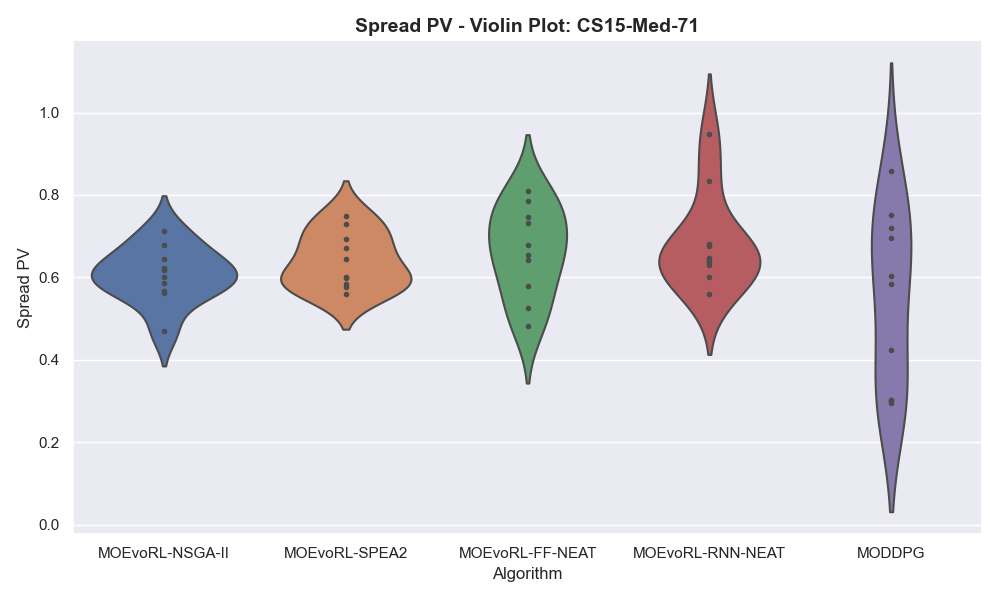 Spread PV - Violin Plot: CS15-Med-71
Spread PV
1.0
0.8
0.6
0.4
0.2
0.0
MOEvoRL-NSGA-II
MOEvoRL-SPEA2
MOEvoRL-FF-NEAT
MOEvoRL-RNN-NEAT
MODDPG
Algorithm